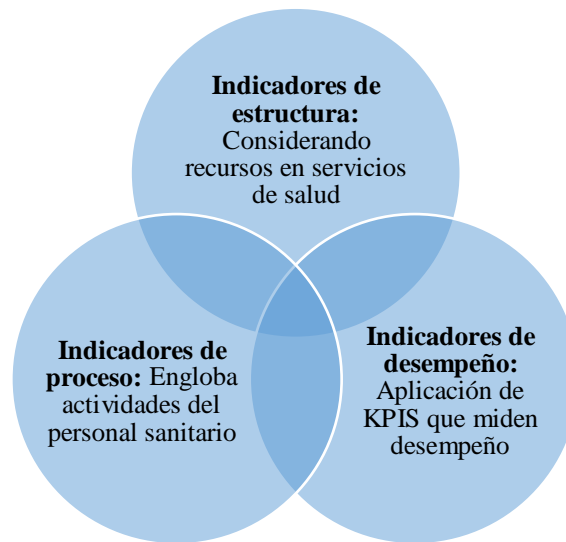 Indicadores de
estructura:
Considerando
recursos en servicios
de salud
Indicadores de
proceso: Engloba
actividades del
personal sanitario
Indicadores de
desempeño:
Aplicación de
KPIS que miden
desempeño